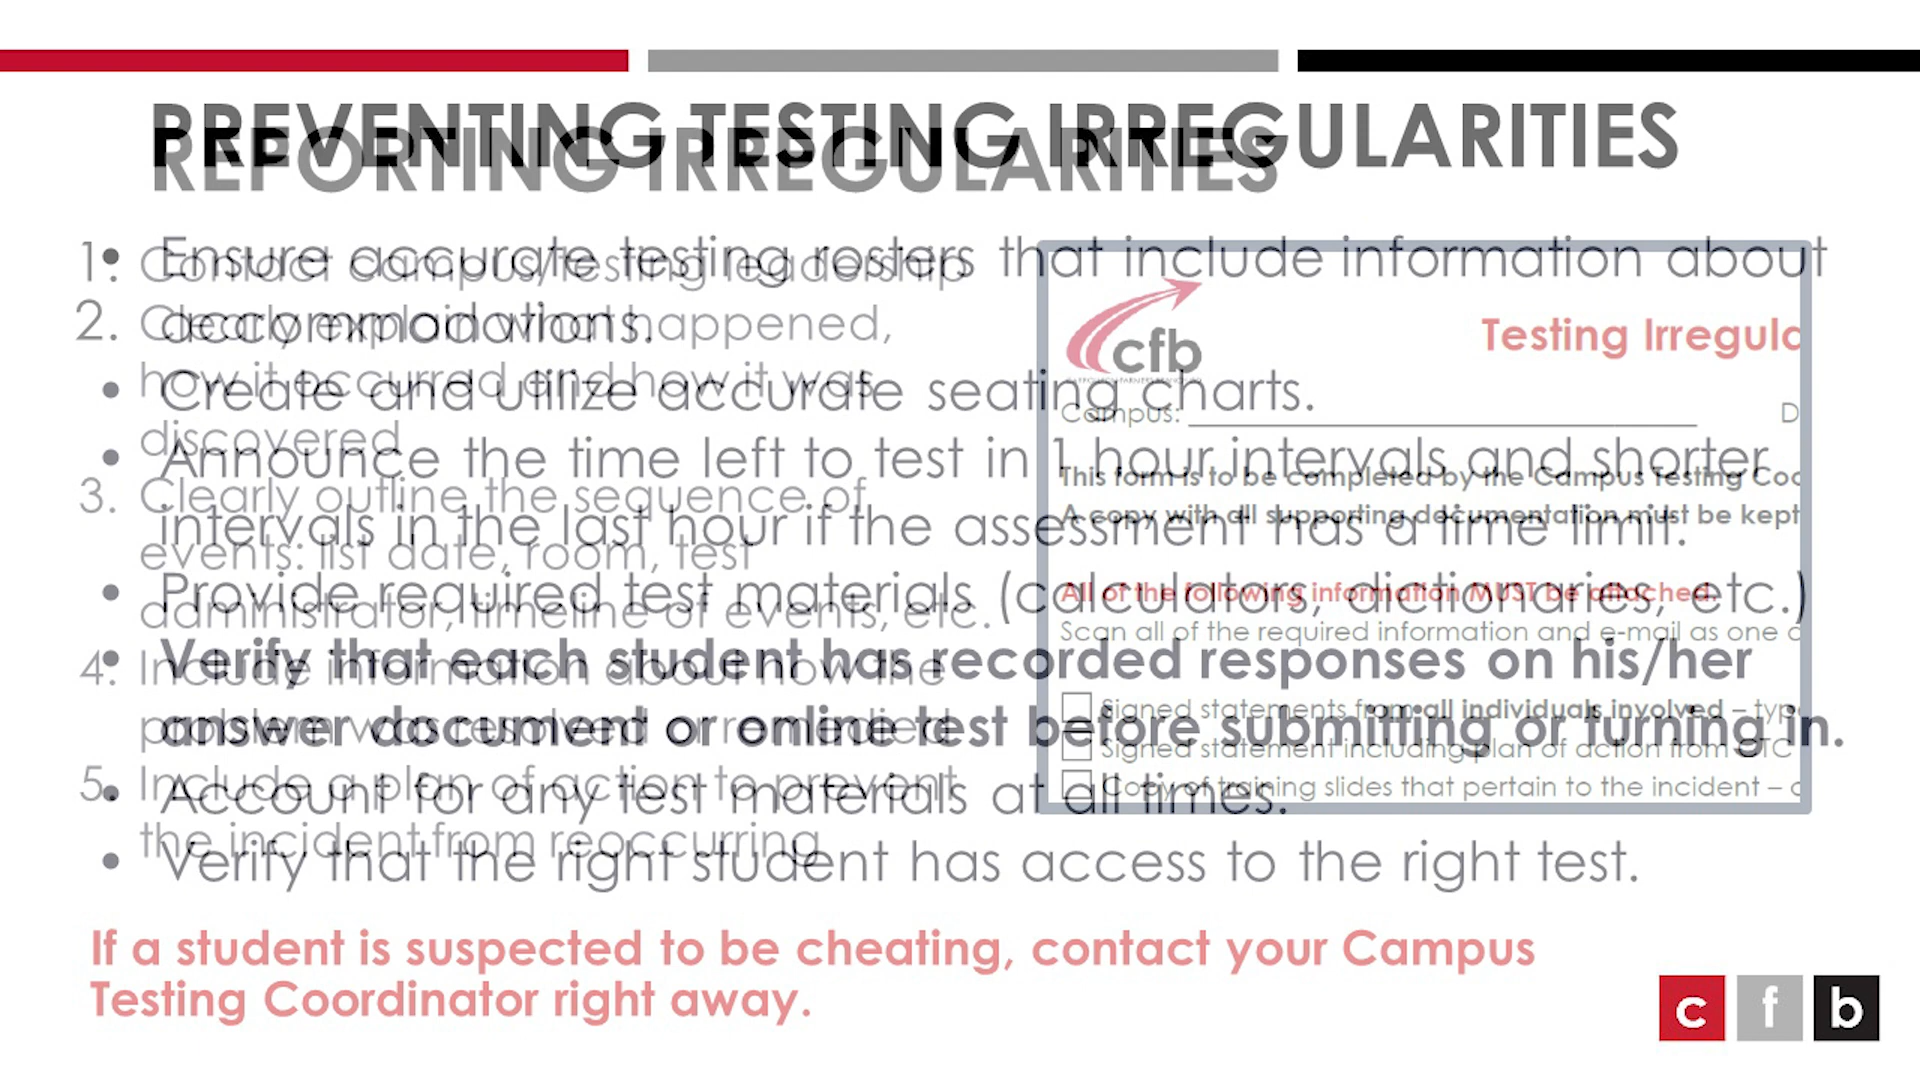 PREVENTING TESTING IRREGULARITIES
• Ensure accurate testing rosters that include information about
accommodations.
• Create and utilize accurate seating charts.
• Announce the time left to test in 1 hour intervals and shorter
intervals in the last hour if the assessment has a time limit.
• Provide required test materials (calculators, dictionaries, etc.)
• Verify that each student has recorded responses on his/her
answer document or online test before submitting or turning in.
• Account for any test materials at all times.
• Verify that the right student has access to the right test.
REPORTING IRREGULARITIES
1. Contact campus/testing leadership
2. Clearly explain what happened,
how it occurred and how it was
discovered
3. Clearly outline the sequence of
events: list date, room, test
administrator, timeline of events, etc.
4. Include information about how the
problem was resolved or remedied
5. Include a plan of action to prevent
the incident from reoccurring
If a student is suspected to be cheating, contact your Campus
Testing Coordinator right away.
cfb
Testing
Campus:
This form is to be completed by the Campus Testing
A copy with all supporting documentation must be kept
All of the following information MUST be attached.
Scan all of the required information and e-mail as one
Signed statements from all individuals involved –
Signed statement including plan of action from
Copy of training slides that pertain to the incident –
c f b